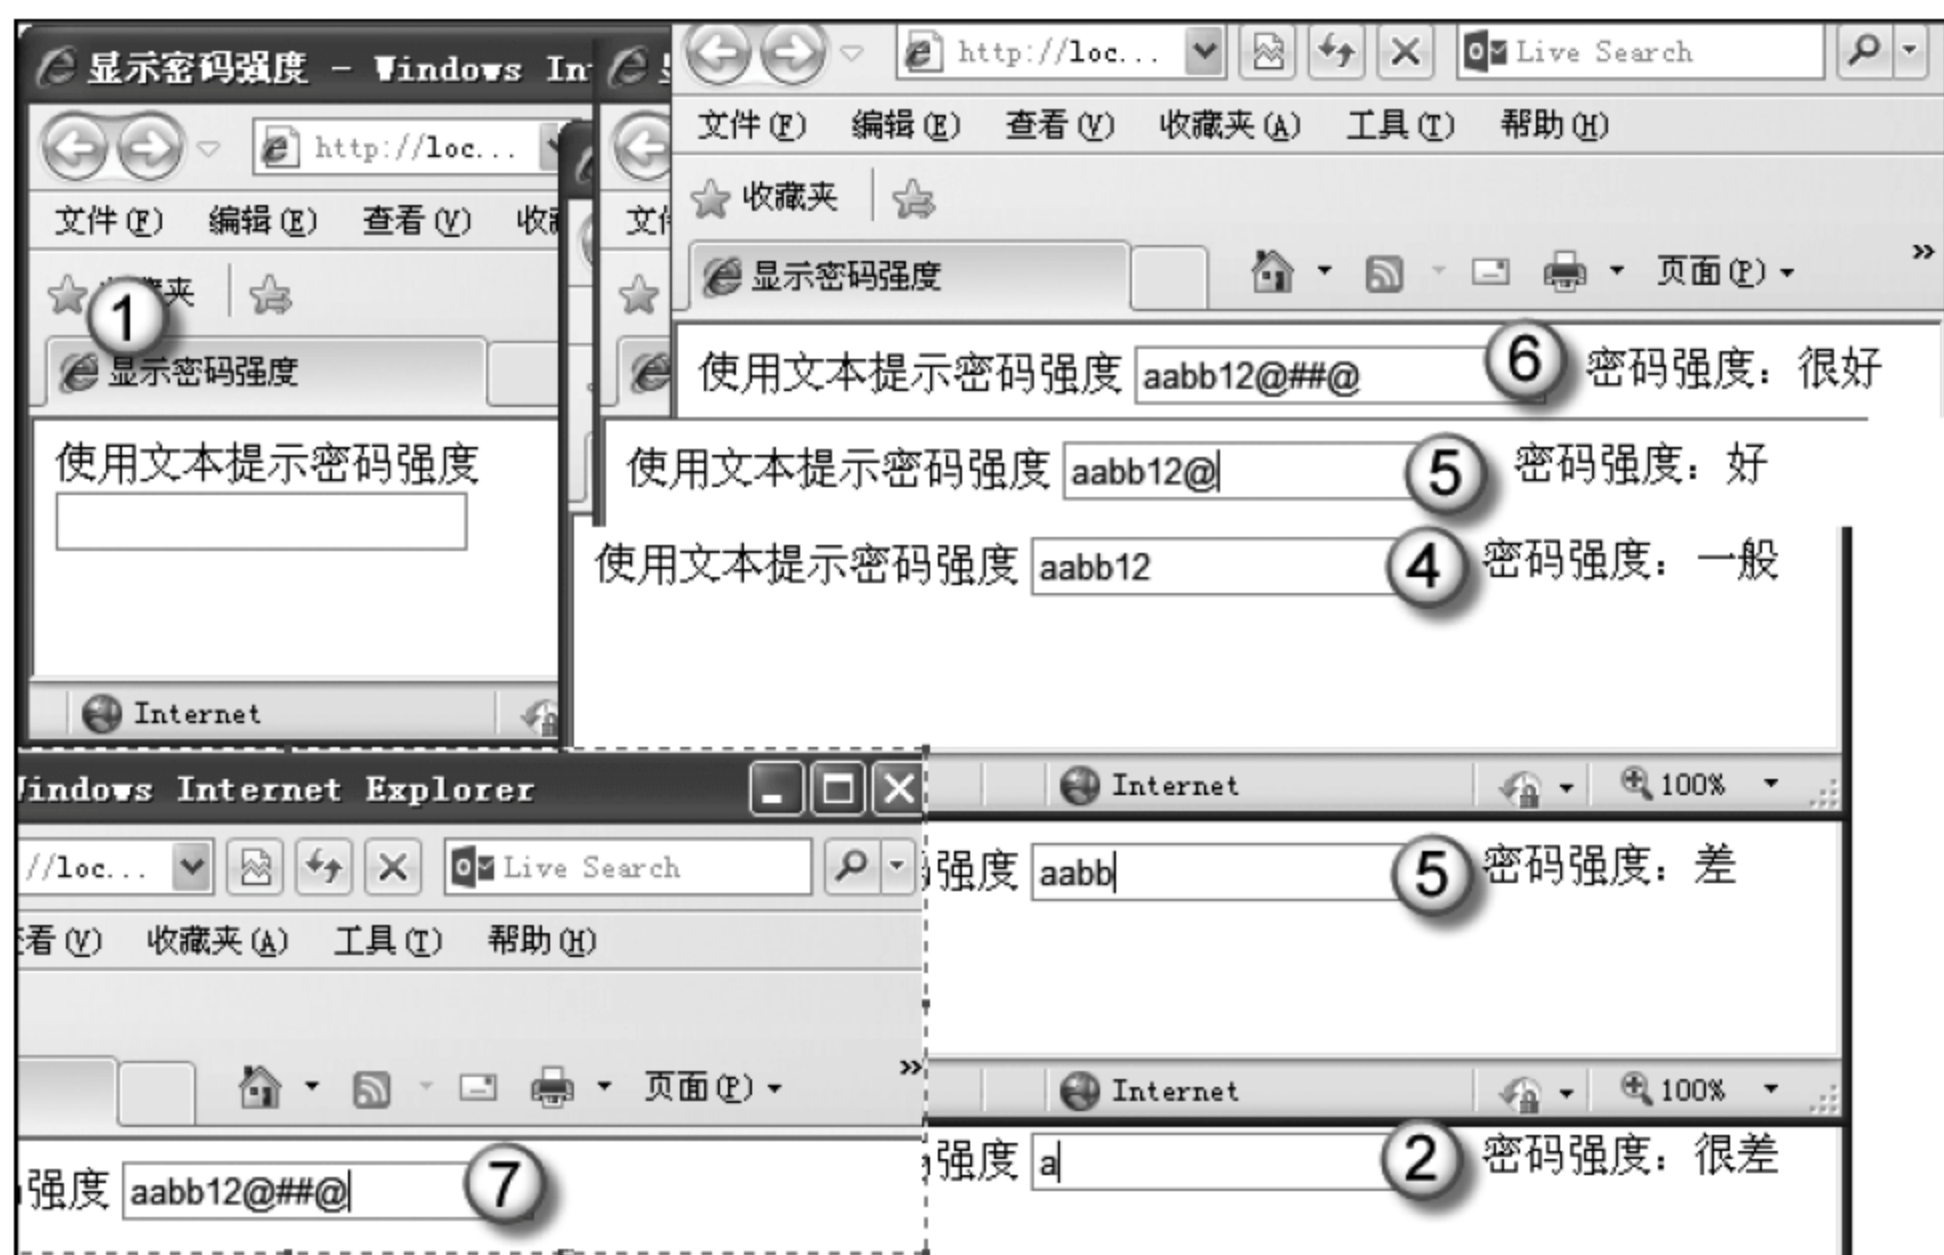 显示密码强度 - Windows In
http://loc...
文件(F) 编辑(E) 查看(V)
夹
①
显示密码强度
使用文本提示密码强度
Internet
http://loc... Live Search
文件(F) 编辑(E) 查看(V) 收藏夹(A) 工具(T) 帮助(H)
收藏夹
显示密码强度 页面(P) »
使用文本提示密码强度 aabb12@##@ ⑥ 密码强度：很好
使用文本提示密码强度 aabb12@ ⑤ 密码强度：好
使用文本提示密码强度 aabb12 ④ 密码强度：一般
Internet 100%
强度 aabb ⑤ 密码强度：差
Internet 100%
强度 a ② 密码强度：很差
Windows Internet Explorer
//loc... Live Search
看(V) 收藏夹(A) 工具(T) 帮助(H)
页面(P) »
强度 aabb12@##@ ⑦